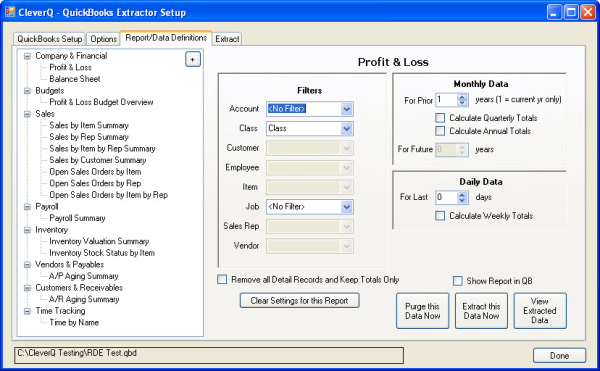 CleverQ - QuickBooks Extractor Setup
QuickBooks Setup Options Report/Data Definitions Extract
Company & Financial
Profit & Loss
Balance Sheet
Budgets
Profit & Loss Budget Overview
Sales
Sales by Item Summary
Sales by Rep Summary
Sales by Item by Rep Summary
Sales by Customer Summary
Open Sales Orders by Item
Open Sales Orders by Rep
Open Sales Orders by Item by Rep
Payroll
Payroll Summary
Inventory
Inventory Valuation Summary
Inventory Stock Status by Item
Vendors & Payables
A/P Aging Summary
Customers & Receivables
A/R Aging Summary
Time Tracking
Time by Name
+
Profit & Loss
Filters
Account <No Filter>
Class Class
Customer
Employee
Item
Job <No Filter>
Sales Rep
Vendor
Monthly Data
For Prior 1 years (1 = current yr only)
Calculate Quarterly Totals
Calculate Annual Totals
For Future 0 years
Daily Data
For Last 0 days
Calculate Weekly Totals
Remove all Detail Records and Keep Totals Only
Show Report in QB
Clear Settings for this Report
Purge this
Data Now
Extract this
Data Now
View
Extracted
Data
C:\CleverQ Testing\RDE Test.qbd
Done